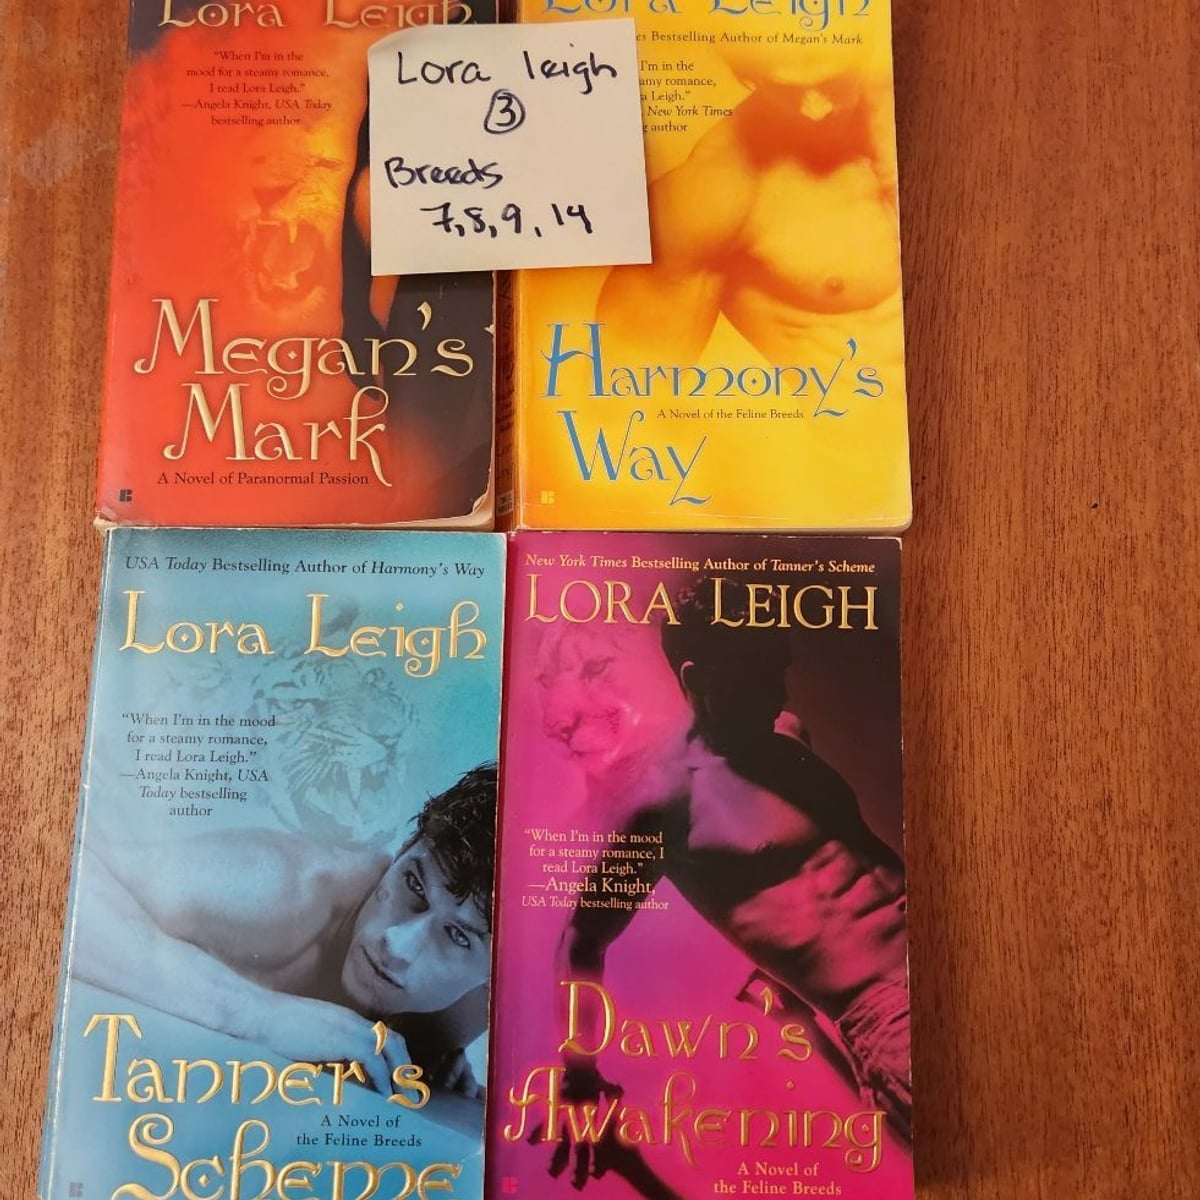 Lora Leigh
"When I'm in the
mood for a steamy romance,
I read Lora Leigh."
—Angela Knight, USA Today
bestselling author
Megan's
Mark
A Novel of Paranormal Passion
B
Lora leigh
3
Breeds
7,8,9,14
Lora Leigh
Bestselling Author of Megan's Mark
I'm in the
romance,
Leigh."
New York Times
author
Harmony's
Way
A Novel of the Feline Breeds
B
USA Today Bestselling Author of Harmony's Way
Lora Leigh
"When I'm in the mood
for a steamy romance,
I read Lora Leigh."
—Angela Knight, USA
Today bestselling
author
Tanner's
Scheme
A Novel of
the Feline Breeds
B
New York Times Bestselling Author of Tanner's Scheme
LORA LEIGH
"When I'm in the mood
for a steamy romance, I
read Lora Leigh."
—Angela Knight,
USA Today bestselling author
Dawn's
Awakening
A Novel of
the Feline Breeds
B